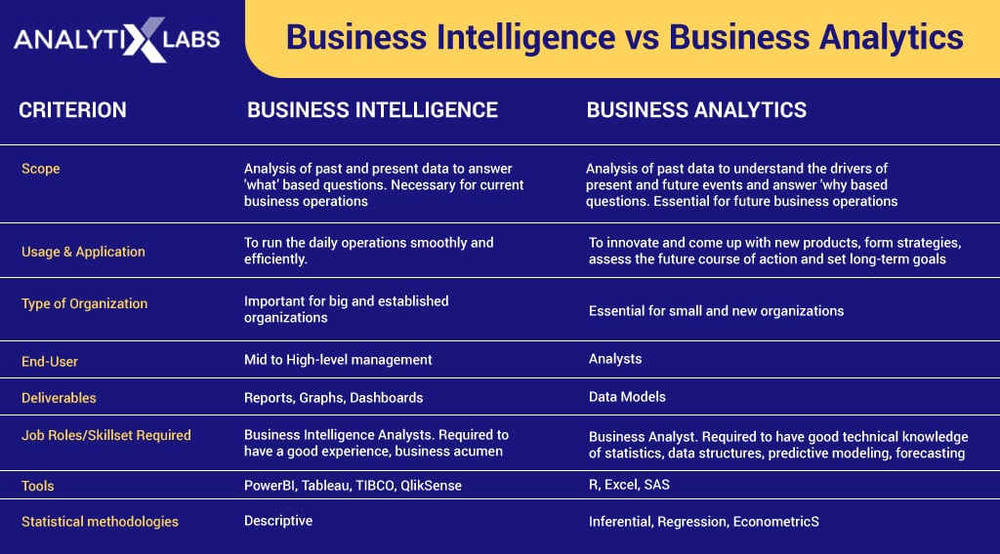 ANALYTIX LABS
Business Intelligence vs Business Analytics
CRITERION
BUSINESS INTELLIGENCE
BUSINESS ANALYTICS
Scope
Analysis of past and present data to answer
'what' based questions. Necessary for current
business operations
Analysis of past data to understand the drivers of
present and future events and answer 'why based
questions. Essential for future business operations
Usage & Application
To run the daily operations smoothly and
efficiently.
To innovate and come up with new products, form strategies,
assess the future course of action and set long-term goals
Type of Organization
Important for big and established
organizations
Essential for small and new organizations
End-User
Mid to High-level management
Analysts
Deliverables
Reports, Graphs, Dashboards
Data Models
Job Roles/Skillset Required
Business Intelligence Analysts. Required to
have a good experience, business acumen
Business Analyst. Required to have good technical knowledge
of statistics, data structures, predictive modeling, forecasting
Tools
PowerBI, Tableau, TIBCO, QlikSense
R, Excel, SAS
Statistical methodologies
Descriptive
Inferential, Regression, EconometricS